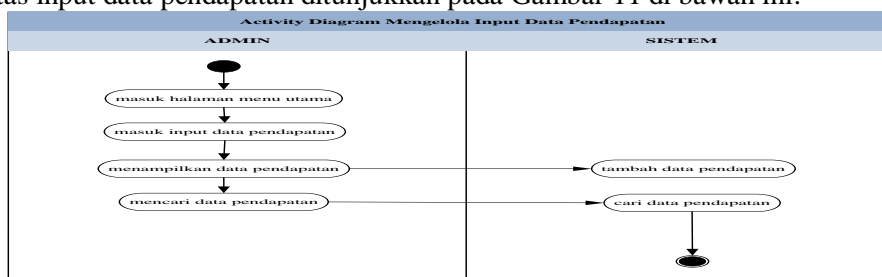 tas input data pendapatan ditunjukkan pada Gambar 11 di bawah ini.
Activity Diagram Mengelola Input Data Pendapatan
ADMIN SISTEM
masuk halaman menu utama
masuk input data pendapatan
menampilkan data pendapatan tambah data pendapatan
mencari data pendapatan cari data pendapatan